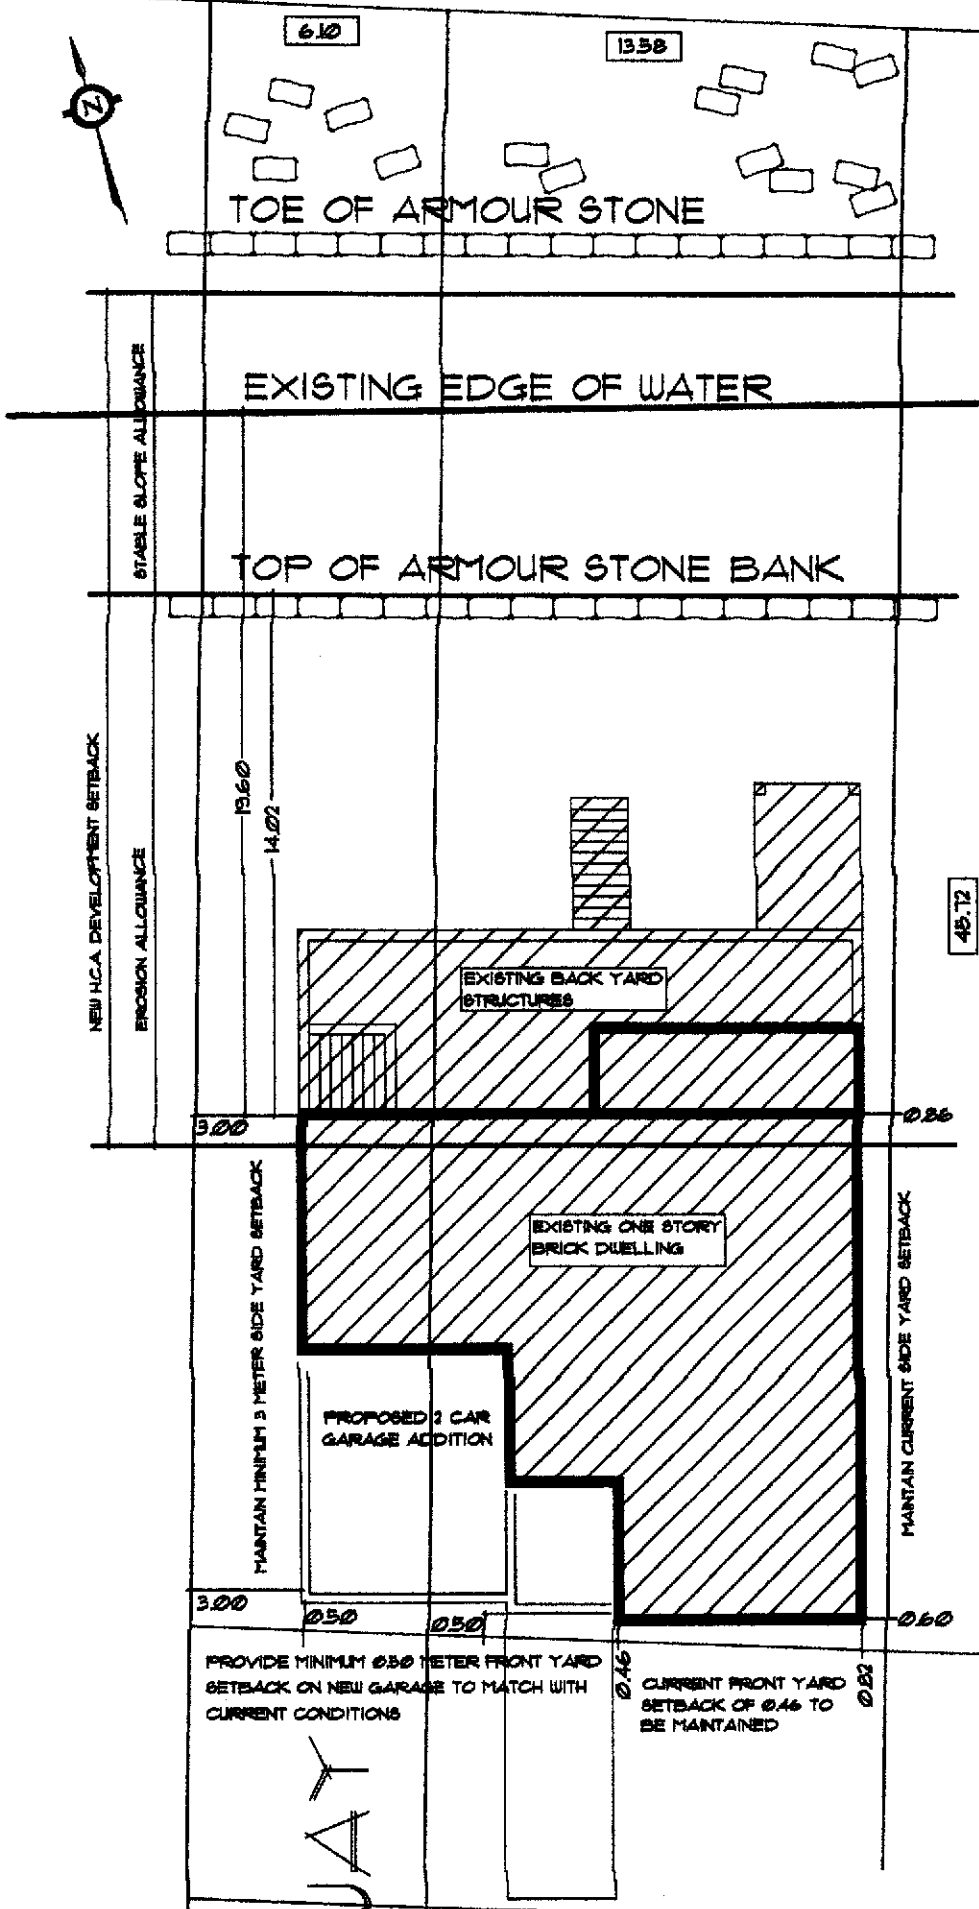 6.10
13.58
Z
TOE OF ARMOUR STONE
EXISTING EDGE OF WATER
STABLE SLOPE ALLOWANCE
TOP OF ARMOUR STONE BANK
NEW H.C.A. DEVELOPMENT SETBACK
EROSION ALLOWANCE
19.60
14.02
48.72
EXISTING BACK YARD
STRUCTURES
3.00
0.86
EXISTING ONE STORY
BRICK DWELLING
MAINTAIN MINIMUM 3 METER SIDE YARD SETBACK
MAINTAIN CURRENT SIDE YARD SETBACK
PROPOSED 2 CAR
GARAGE ADDITION
3.00
0.50
0.50
0.60
PROVIDE MINIMUM 0.50 METER FRONT YARD
SETBACK ON NEW GARAGE TO MATCH WITH
CURRENT CONDITIONS
0.46
CURRENT FRONT YARD
SETBACK OF 0.46 TO
BE MAINTAINED
0.82
AY